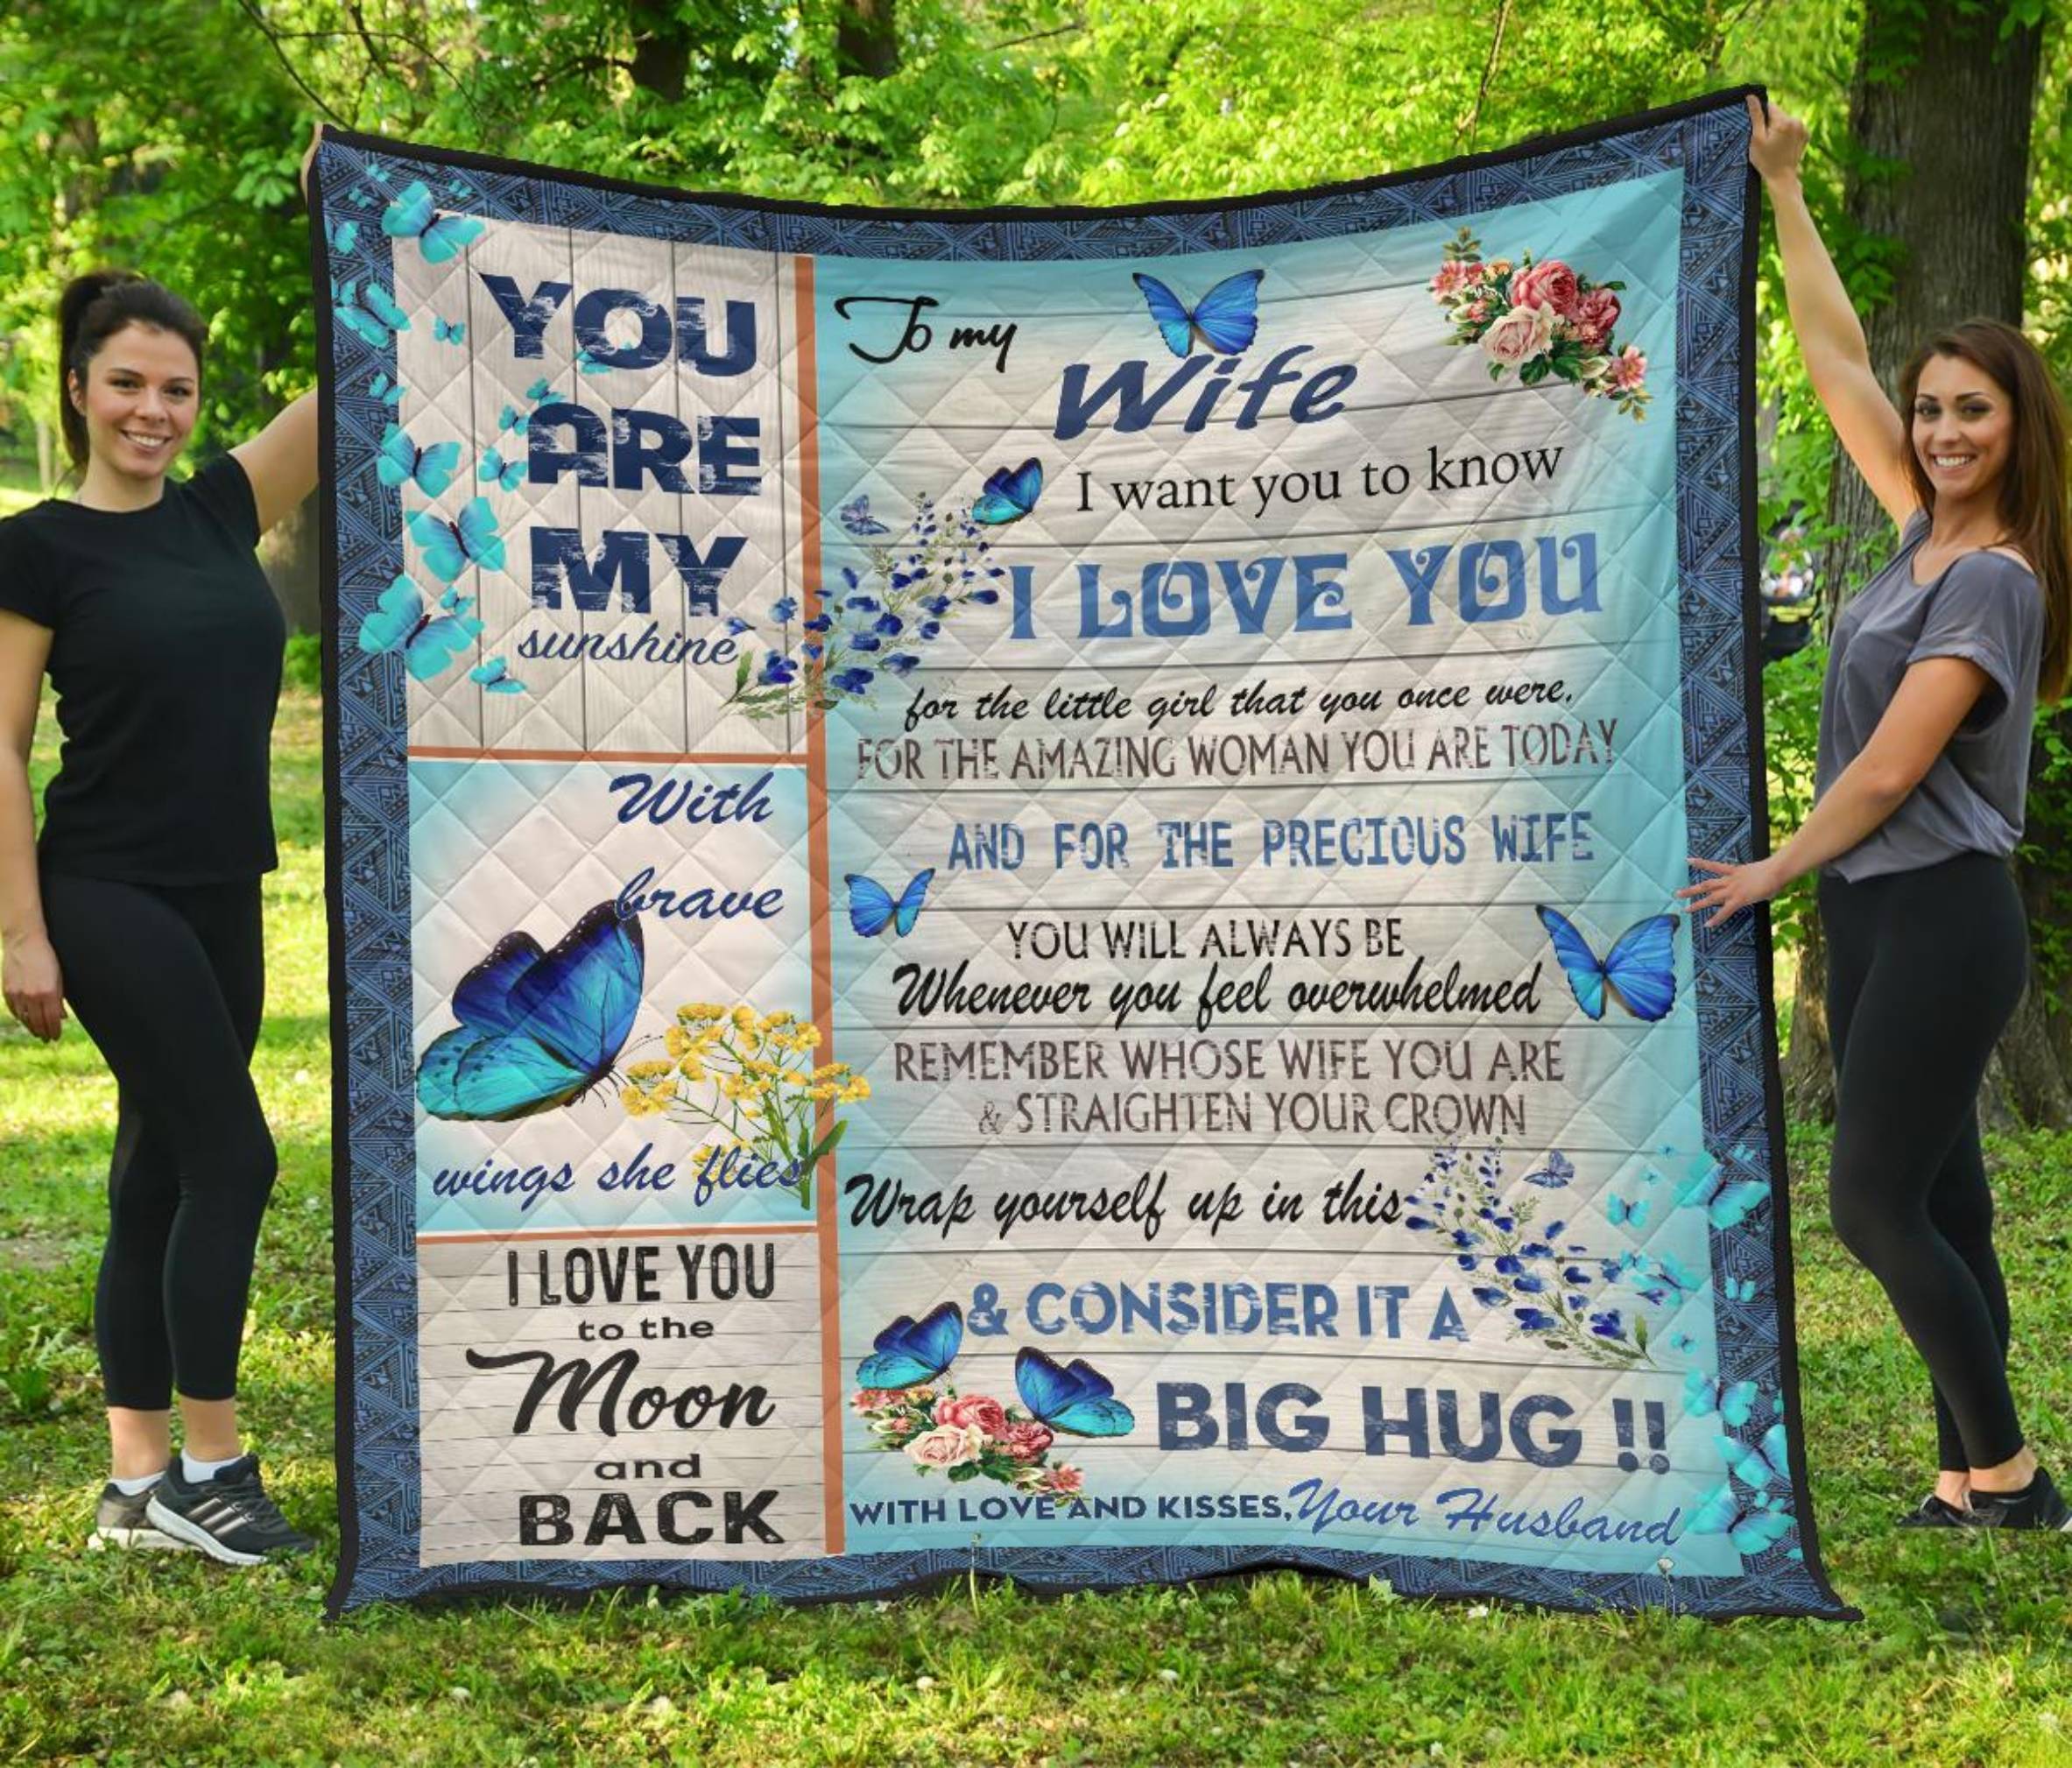 YOU
ARE
MY
sunshine
With
brave
wings she flies
I LOVE YOU
to the
Moon
and
BACK
To my
Wife
I want you to know
I LOVE YOU
for the little girl that you once were.
FOR THE AMAZING WOMAN YOU ARE TODAY
AND FOR THE PRECIOUS WIFE
YOU WILL ALWAYS BE
Whenever you feel overwhelmed
REMEMBER WHOSE WIFE YOU ARE
& STRAIGHTEN YOUR CROWN
Wrap yourself up in this
& CONSIDER IT A
BIG HUG !!
WITH LOVE AND KISSES, Your Husband